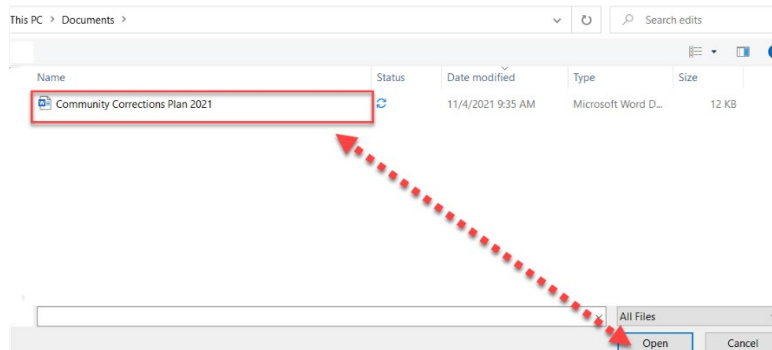 This PC > Documents >
Search edits
Name Status Date modified Type Size
Community Corrections Plan 2021 11/4/2021 9:35 AM Microsoft Word D... 12 KB
All Files
Open Cancel